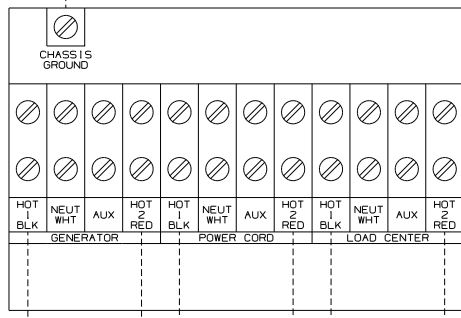 CHASSIS
GROUND
HOT 1 BLK NEUT WHT AUX HOT 2 RED HOT 1 BLK NEUT WHT AUX HOT 2 RED HOT 1 BLK NEUT WHT AUX HOT 2 RED
GENERATOR POWER CORD LOAD CENTER